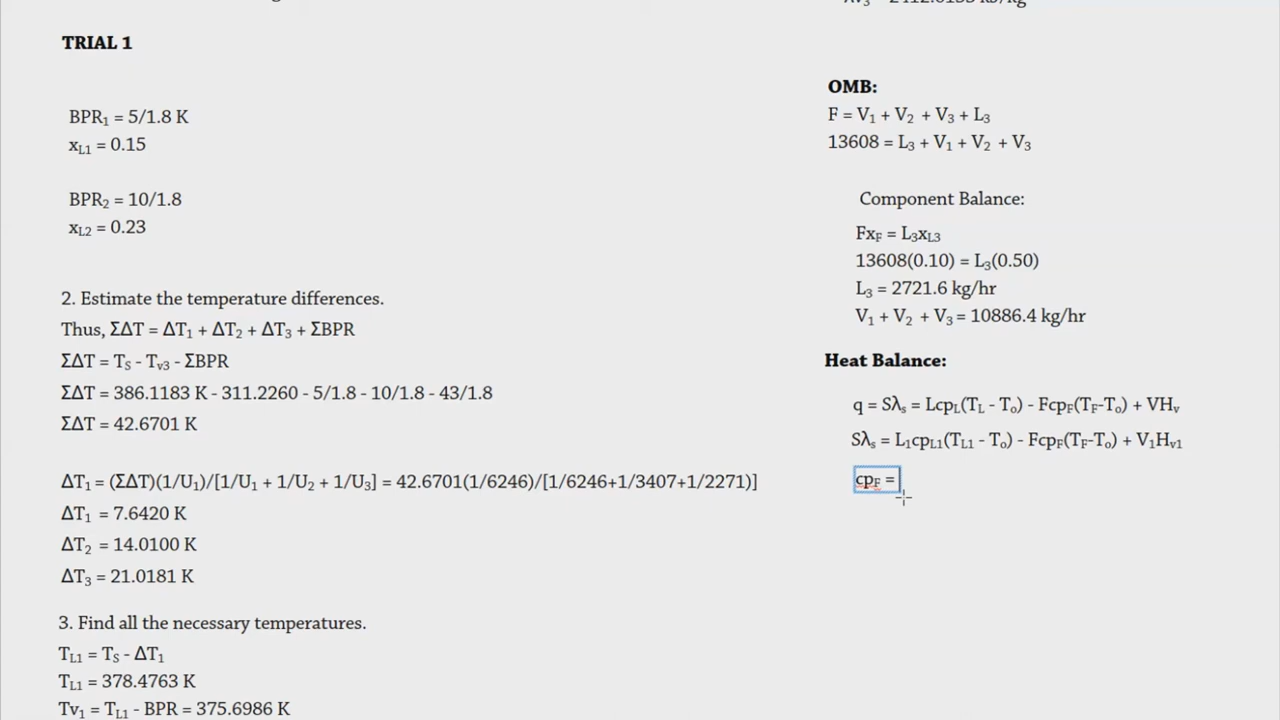 TRIAL 1
BPR₁ = 5/1.8 K
x_L1 = 0.15
BPR₂ = 10/1.8
x_L2 = 0.23
2. Estimate the temperature differences.
Thus, ΣΔT = ΔT₁ + ΔT₂ + ΔT₃ + ΣBPR
ΣΔT = T_S - T_v3 - ΣBPR
ΣΔT = 386.1183 K - 311.2260 - 5/1.8 - 10/1.8 - 43/1.8
ΣΔT = 42.6701 K
ΔT₁ = (ΣΔT)(1/U₁)/[1/U₁ + 1/U₂ + 1/U₃] = 42.6701(1/6246)/[1/6246+1/3407+1/2271)]
ΔT₁ = 7.6420 K
ΔT₂ = 14.0100 K
ΔT₃ = 21.0181 K
3. Find all the necessary temperatures.
T_L1 = T_S - ΔT₁
T_L1 = 378.4763 K
Tv₁ = T_L1 - BPR = 375.6986 K
OMB:
F = V₁ + V₂ + V₃ + L₃
13608 = L₃ + V₁ + V₂ + V₃
Component Balance:
Fx_F = L₃x_L3
13608(0.10) = L₃(0.50)
L₃ = 2721.6 kg/hr
V₁ + V₂ + V₃ = 10886.4 kg/hr
Heat Balance:
q = Sλ_s = Lcp_L(T_L - T_o) - Fcp_F(T_F-T_o) + VH_v
Sλ_s = L₁cp_L1(T_L1 - T_o) - Fcp_F(T_F-T_o) + V₁H_v1
cp_F =